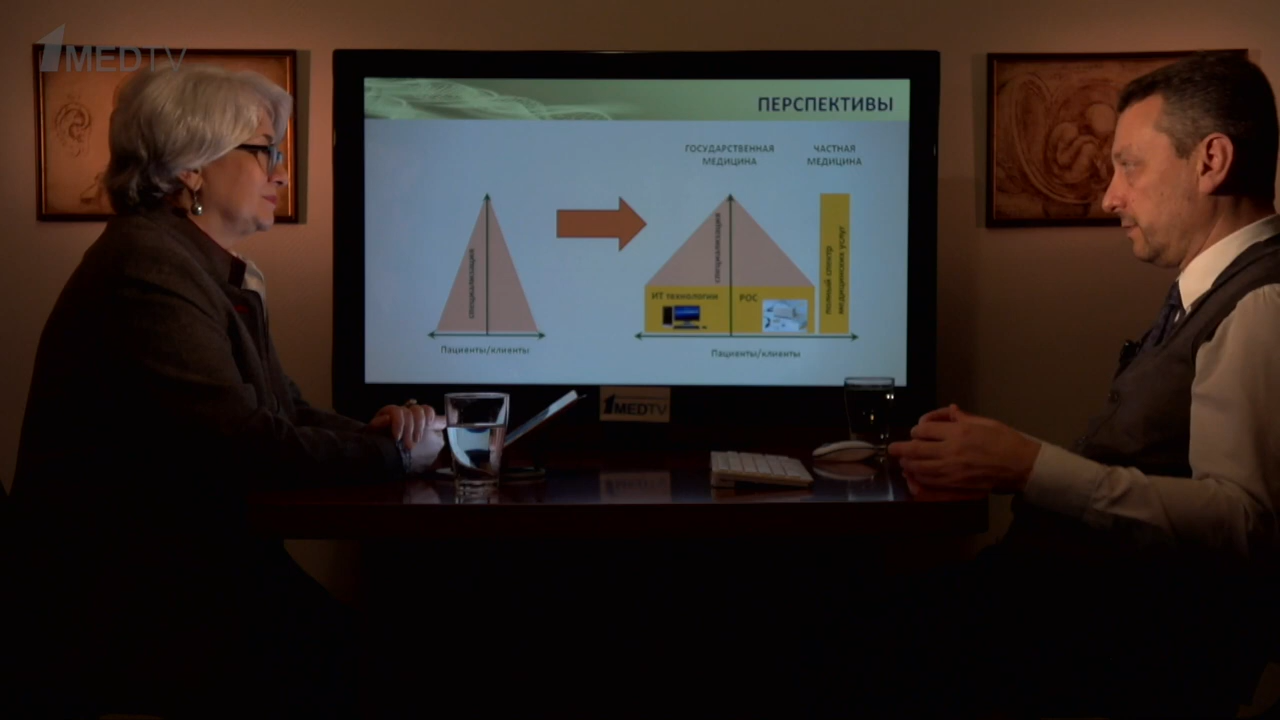 1MEDTV
ПЕРСПЕКТИВЫ
ГОСУДАРСТВЕННАЯ
МЕДИЦИНА
ЧАСТНАЯ
МЕДИЦИНА
специализация
специализация
ИТ технологии
РОС
полный спектр
медицинских услуг
Пациенты/клиенты
Пациенты/клиенты
1MEDTV